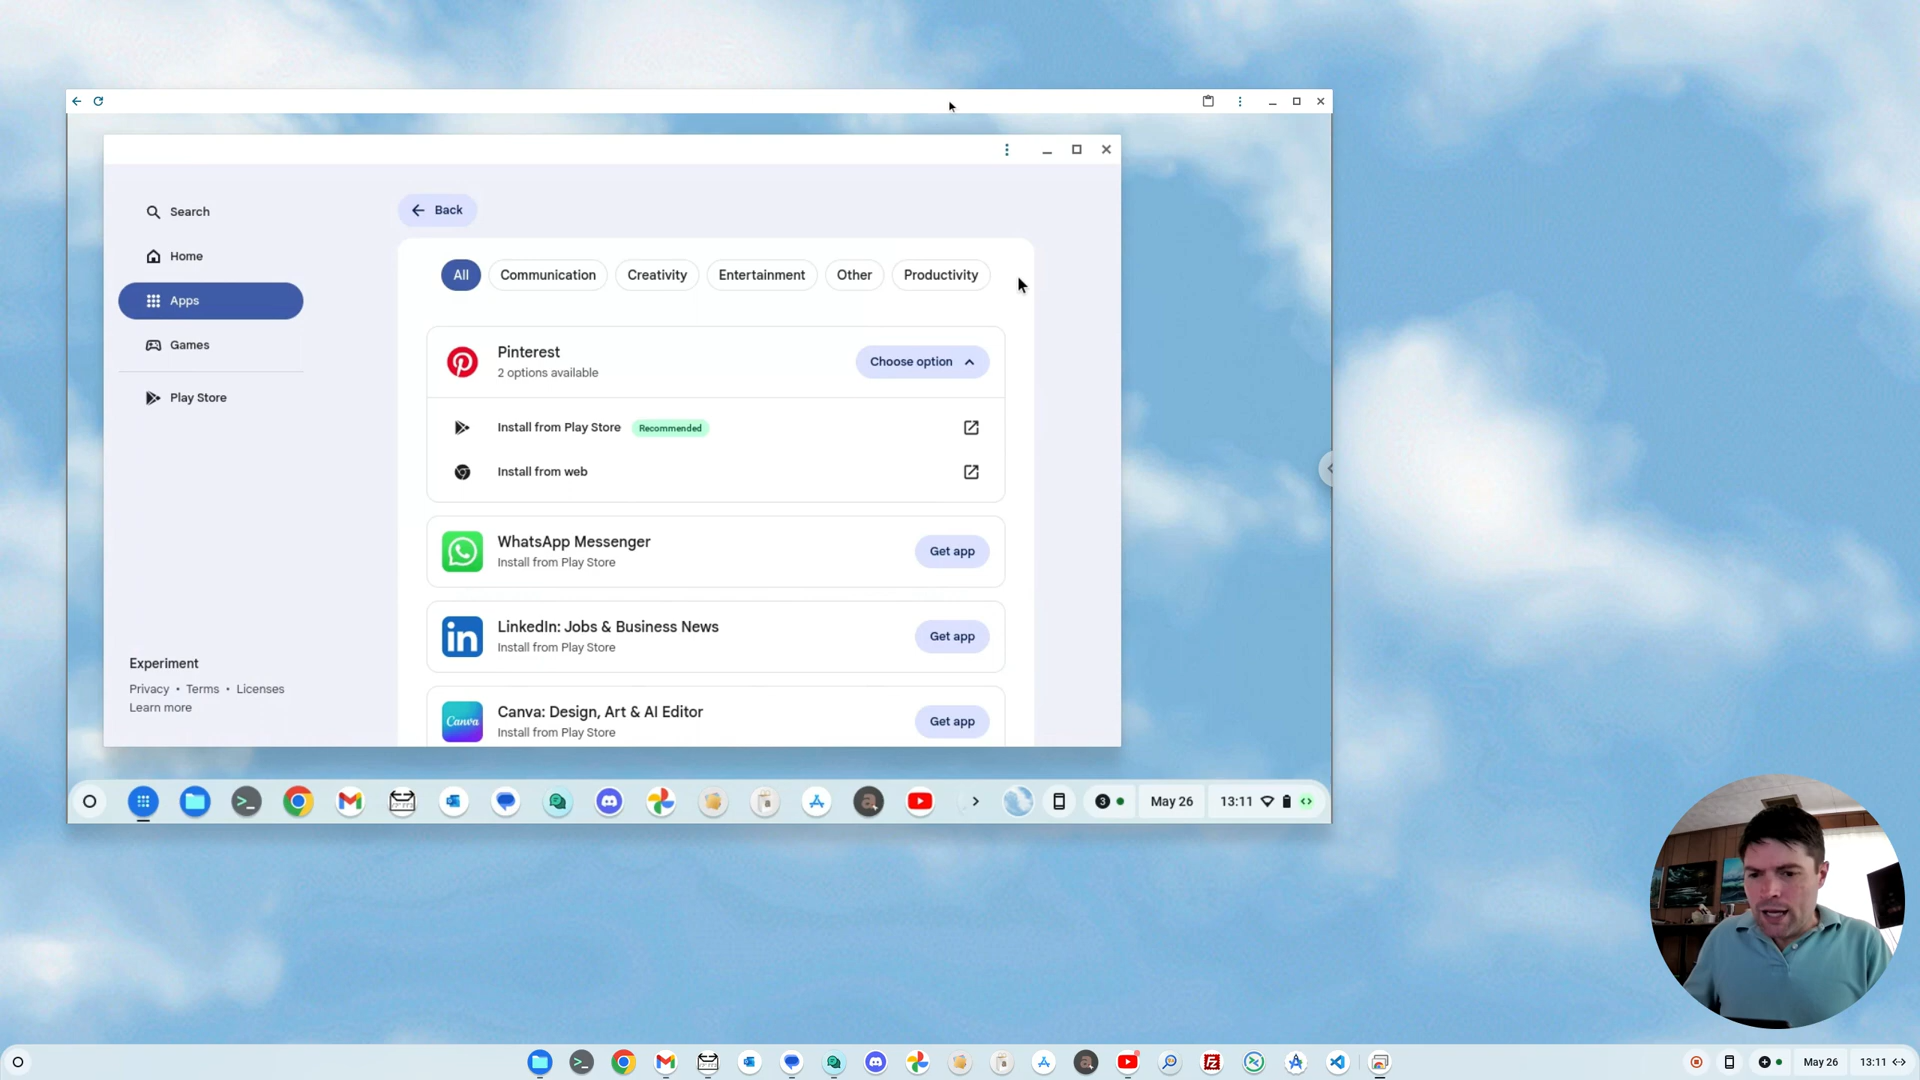 Search
Home
Apps
Games
Play Store
Experiment
Privacy • Terms • Licenses
Learn more
Back
All
Communication
Creativity
Entertainment
Other
Productivity
Pinterest
2 options available
Choose option
Install from Play Store
Recommended
Install from web
WhatsApp Messenger
Install from Play Store
Get app
LinkedIn: Jobs & Business News
Install from Play Store
Get app
Canva
Canva: Design, Art & AI Editor
Install from Play Store
Get app
3
May 26
13:11
May 26
13:11